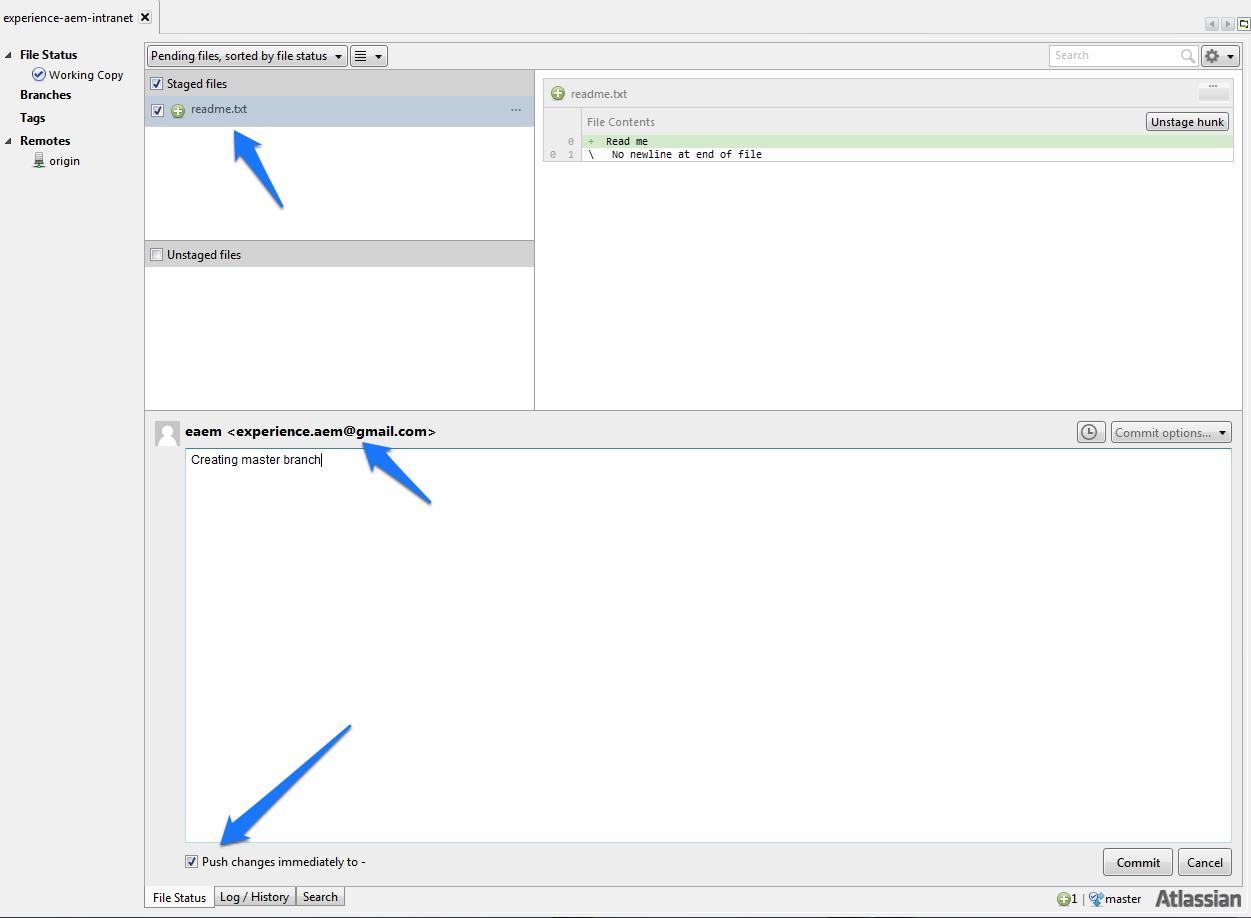 experience-aem-intranet
File Status
Working Copy
Branches
Tags
Remotes
origin
Pending files, sorted by file status
Search
Staged files
readme.txt
Unstaged files
readme.txt
File Contents
Unstage hunk
0 + Read me
0 1 \ No newline at end of file
eaem <experience.aem@gmail.com>
Commit options...
Creating master branch
Push changes immediately to -
Commit
Cancel
File Status
Log / History
Search
1
master
Atlassian